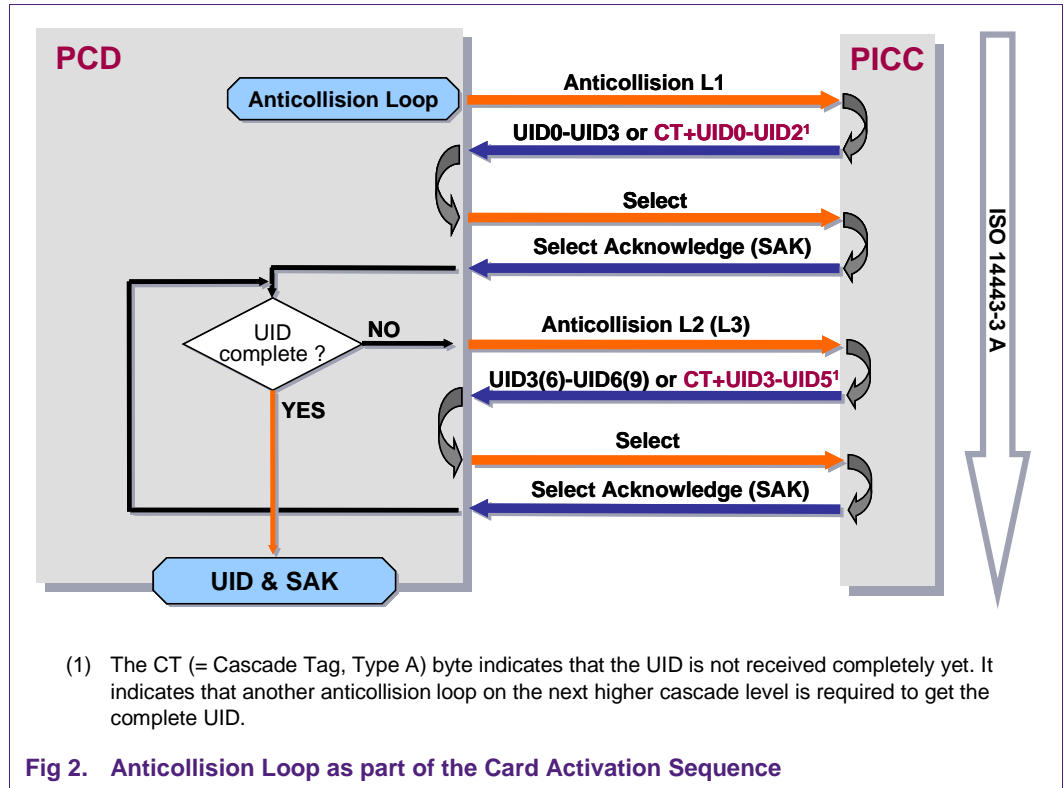 PCD
PICC
Anticollision Loop
Anticollision L1
UID0-UID3 or CT+UID0-UID2¹
Select
Select Acknowledge (SAK)
UID
complete ?
NO
YES
Anticollision L2 (L3)
UID3(6)-UID6(9) or CT+UID3-UID5¹
Select
Select Acknowledge (SAK)
UID & SAK
ISO 14443-3 A
(1) The CT (= Cascade Tag, Type A) byte indicates that the UID is not received completely yet. It
indicates that another anticollision loop on the next higher cascade level is required to get the
complete UID.
Fig 2. Anticollision Loop as part of the Card Activation Sequence